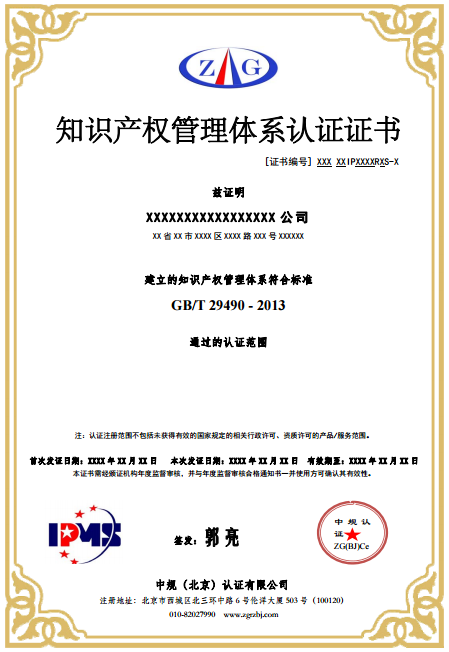 ZG
知识产权管理体系认证证书
[证书编号] XXX XXIPXXXXRXS-X
兹证明
XXXXXXXXXXXXXXXXX 公司
XX 省 XX 市 XXXX 区 XXXX 路 XXX 号 XXXXXX
建立的知识产权管理体系符合标准
GB/T 29490 - 2013
通过的认证范围
注：认证注册范围不包括未获得有效的国家规定的相关行政许可、资质许可的产品/服务范围。
首次发证日期：XXXX 年 XX 月 XX 日 本次发证日期：XXXX 年 XX 月 XX 日 有效期至：XXXX 年 XX 月 XX 日
本证书需经颁证机构年度监督审核，并与年度监督审核合格通知书一并使用方可确认其有效性。
IPMS
签发：郭亮
中规认
证
ZG(BJ)Ce
中规（北京）认证有限公司
注册地址：北京市西城区北三环中路 6 号伦洋大厦 503 号（100120）
010-82027990 www.zgrzbj.com